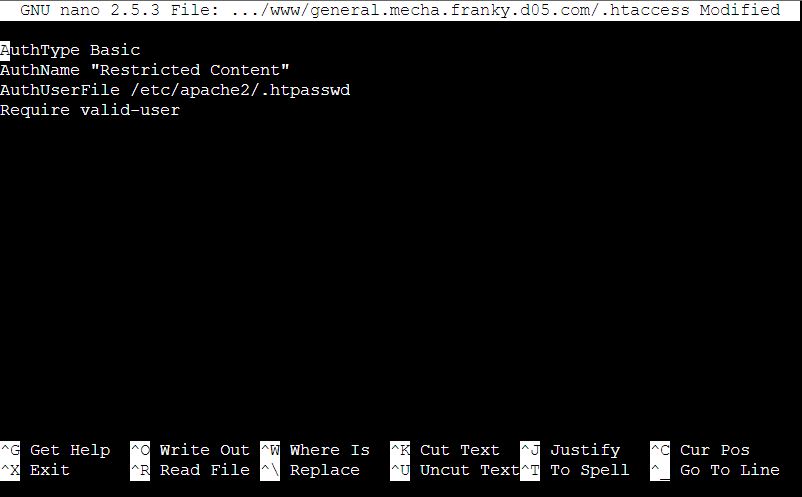 GNU nano 2.5.3 File: .../www/general.mecha.franky.d05.com/.htaccess Modified
AuthType Basic
AuthName "Restricted Content"
AuthUserFile /etc/apache2/.htpasswd
Require valid-user
^G Get Help ^O Write Out ^W Where Is ^K Cut Text ^J Justify ^C Cur Pos
^X Exit ^R Read File ^\ Replace ^U Uncut Text^T To Spell ^_ Go To Line